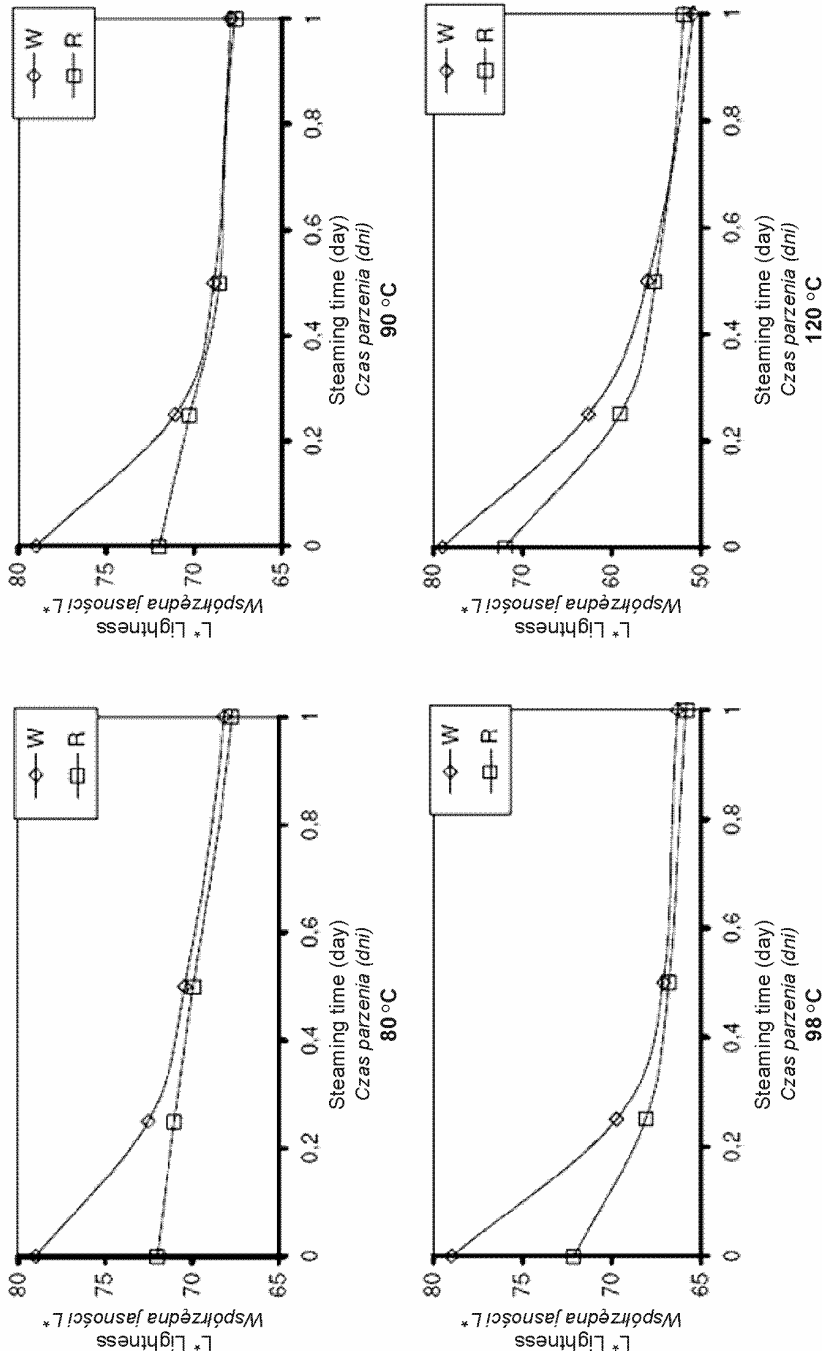 L* Lightness
Współrzędna jasności L*
80
75
70
65
W
R
0
0,2
0,4
0,6
0,8
1
Steaming time (day)
Czas parzenia (dni)
80 °C
L* Lightness
Współrzędna jasności L*
80
75
70
65
W
R
0
0,2
0,4
0,6
0,8
1
Steaming time (day)
Czas parzenia (dni)
90 °C
L* Lightness
Współrzędna jasności L*
80
75
70
65
W
R
0
0,2
0,4
0,6
0,8
1
Steaming time (day)
Czas parzenia (dni)
98 °C
L* Lightness
Współrzędna jasności L*
80
70
60
50
W
R
0
0,2
0,4
0,6
0,8
1
Steaming time (day)
Czas parzenia (dni)
120 °C